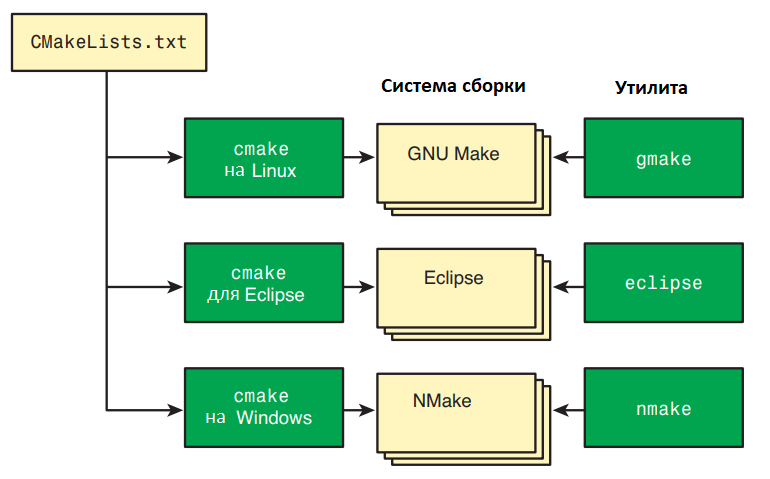 CMakeLists.txt
Система сборки
Утилита
cmake
на Linux
GNU Make
gmake
cmake
для Eclipse
Eclipse
eclipse
cmake
на Windows
NMake
nmake